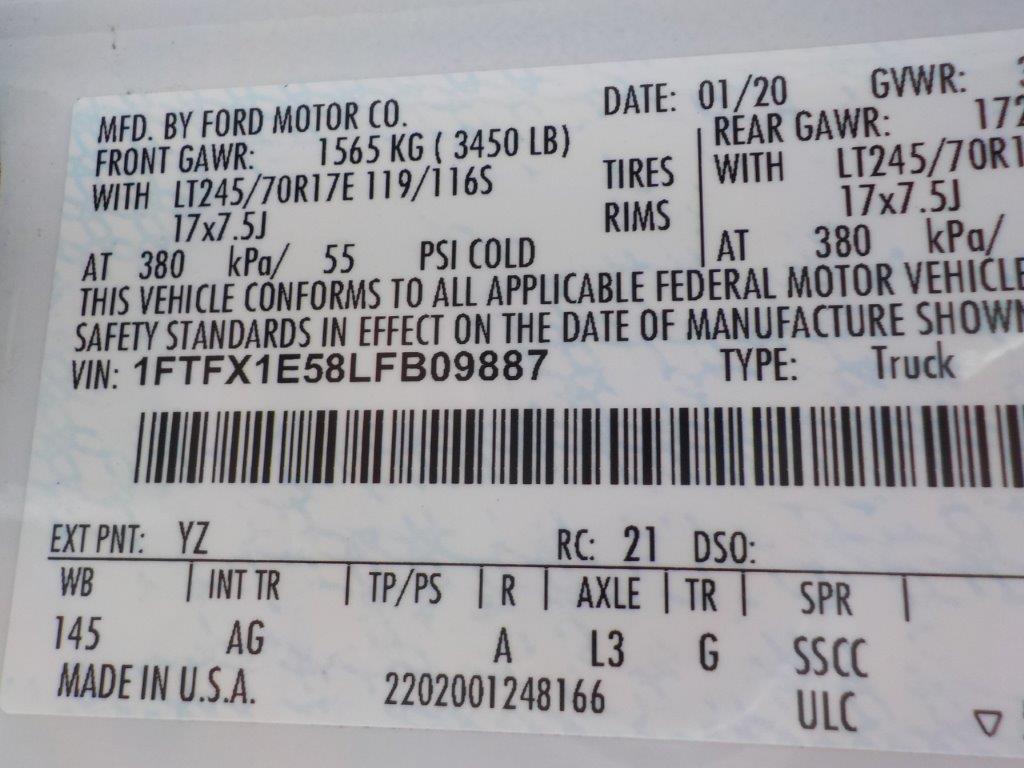 MFD. BY FORD MOTOR CO. DATE: 01/20 GVWR:
FRONT GAWR: 1565 KG ( 3450 LB) REAR GAWR: 172
WITH LT245/70R17E 119/116S TIRES WITH LT245/70R1
17x7.5J RIMS 17x7.5J
AT 380 kPa/ 55 PSI COLD AT 380 kPa/
THIS VEHICLE CONFORMS TO ALL APPLICABLE FEDERAL MOTOR VEHICLE
SAFETY STANDARDS IN EFFECT ON THE DATE OF MANUFACTURE SHOWN
VIN: 1FTFX1E58LFB09887 TYPE: Truck
EXT PNT: YZ RC: 21 DSO:
WB | INT TR | TP/PS | R | AXLE | TR | SPR |
145 AG A L3 G SSCC
MADE IN U.S.A. 2202001248166 ULC